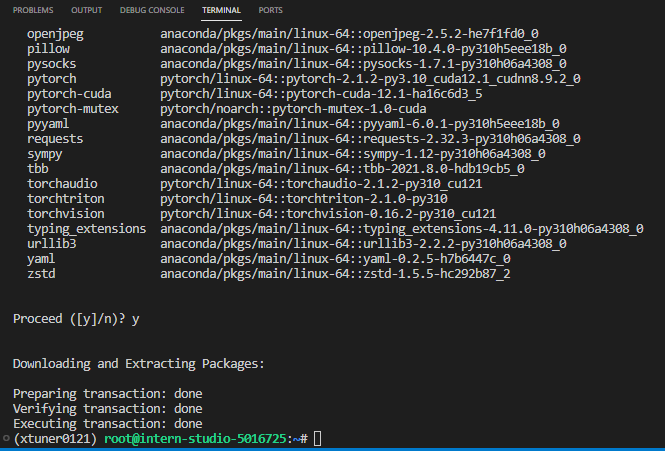 PROBLEMS OUTPUT DEBUG CONSOLE TERMINAL PORTS
openjpeg anaconda/pkgs/main/linux-64::openjpeg-2.5.2-he7f1fd0_0
pillow anaconda/pkgs/main/linux-64::pillow-10.4.0-py310h5eee18b_0
pysocks anaconda/pkgs/main/linux-64::pysocks-1.7.1-py310h06a4308_0
pytorch pytorch/linux-64::pytorch-2.1.2-py3.10_cuda12.1_cudnn8.9.2_0
pytorch-cuda pytorch/linux-64::pytorch-cuda-12.1-ha16c6d3_5
pytorch-mutex pytorch/noarch::pytorch-mutex-1.0-cuda
pyyaml anaconda/pkgs/main/linux-64::pyyaml-6.0.1-py310h5eee18b_0
requests anaconda/pkgs/main/linux-64::requests-2.32.3-py310h06a4308_0
sympy anaconda/pkgs/main/linux-64::sympy-1.12-py310h06a4308_0
tbb anaconda/pkgs/main/linux-64::tbb-2021.8.0-hdb19cb5_0
torchaudio pytorch/linux-64::torchaudio-2.1.2-py310_cu121
torchtriton pytorch/linux-64::torchtriton-2.1.0-py310
torchvision pytorch/linux-64::torchvision-0.16.2-py310_cu121
typing_extensions anaconda/pkgs/main/linux-64::typing_extensions-4.11.0-py310h06a4308_0
urllib3 anaconda/pkgs/main/linux-64::urllib3-2.2.2-py310h06a4308_0
yaml anaconda/pkgs/main/linux-64::yaml-0.2.5-h7b6447c_0
zstd anaconda/pkgs/main/linux-64::zstd-1.5.5-hc292b87_2
Proceed ([y]/n)? y
Downloading and Extracting Packages:
Preparing transaction: done
Verifying transaction: done
Executing transaction: done
(xtuner0121) root@intern-studio-5016725:~#